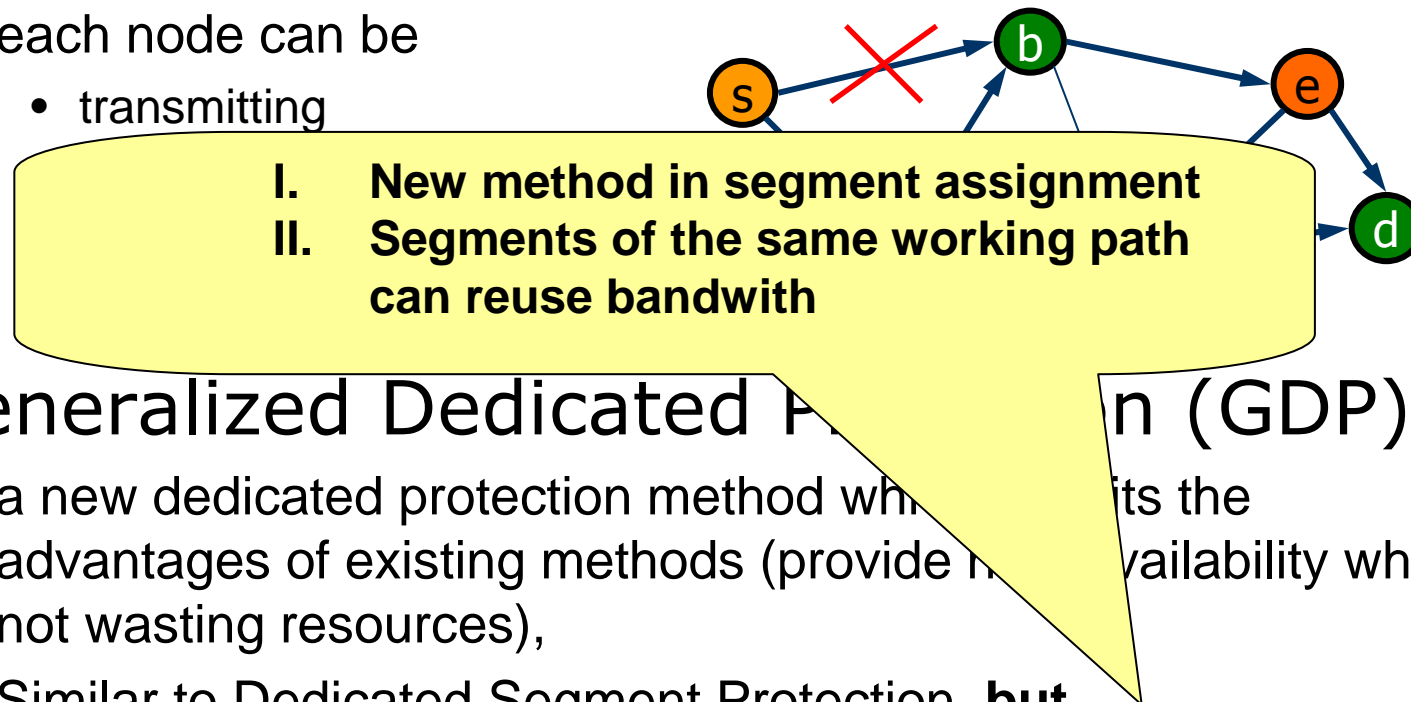 each node can be
b
e
s
• transmitting
I. New method in segment assignment
II. Segments of the same working path
d
can reuse bandwith
eneralized Dedicated P on (GDP)
a new dedicated protection method whi its the
advantages of existing methods (provide vailability wh
not wasting resources),
Similar to Dedicated Segment Protection, but